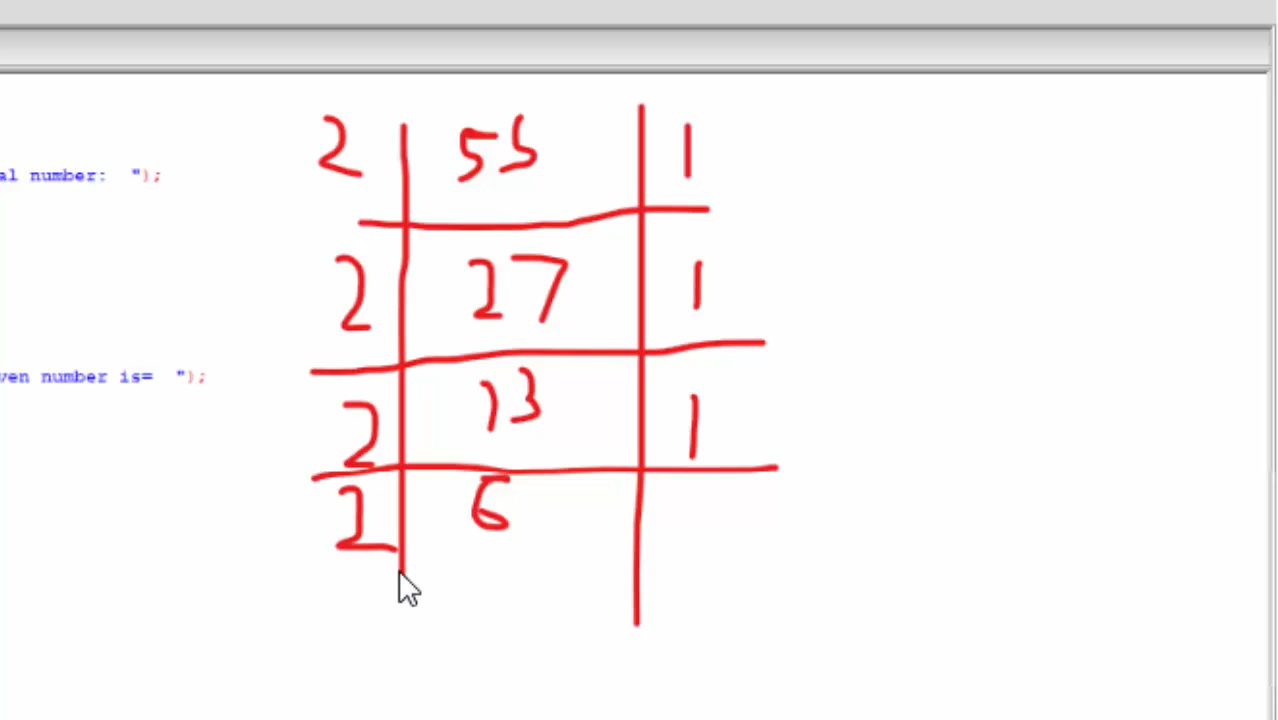 2 55 1
al number:  ");
2 27 1
ven number is=  ");
2 13 1
2 6